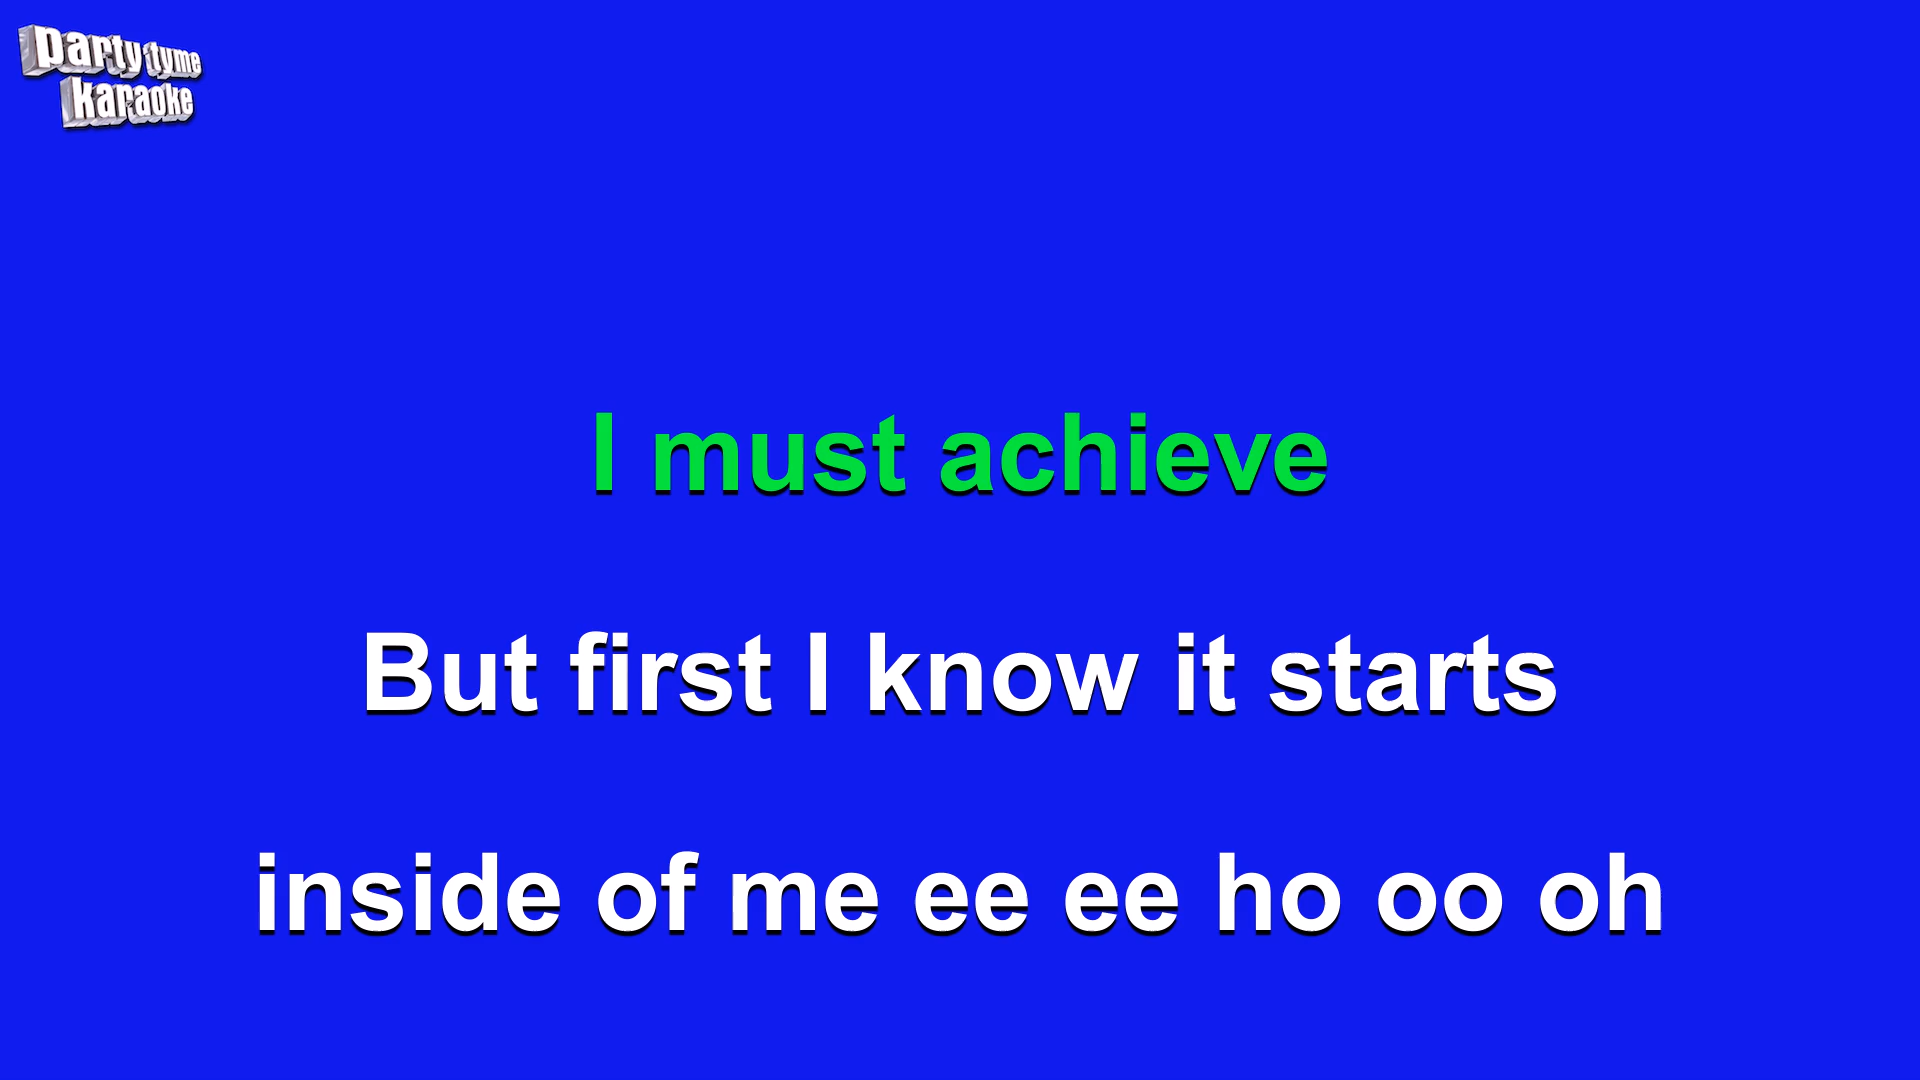 party tyme
karaoke
I must achieve
But first I know it starts
inside of me ee ee ho oo oh